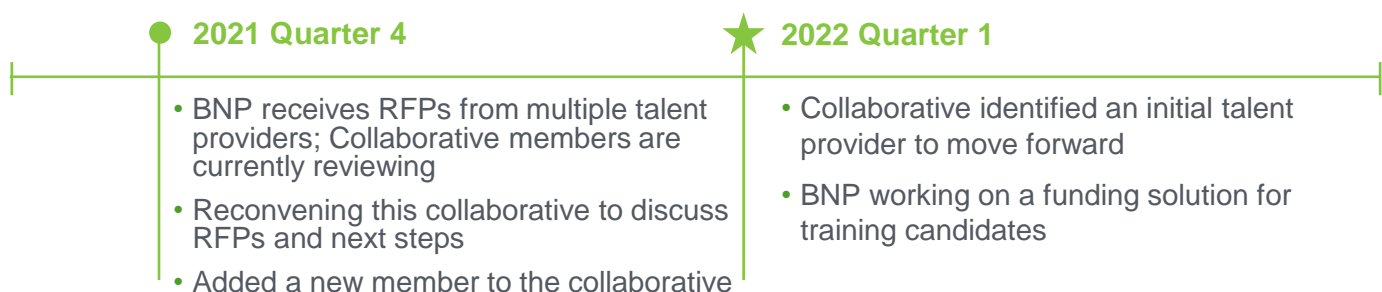 2021 Quarter 4
• BNP receives RFPs from multiple talent
providers; Collaborative members are
currently reviewing
• Reconvening this collaborative to discuss
RFPs and next steps
• Added a new member to the collaborative
2022 Quarter 1
• Collaborative identified an initial talent
provider to move forward
• BNP working on a funding solution for
training candidates